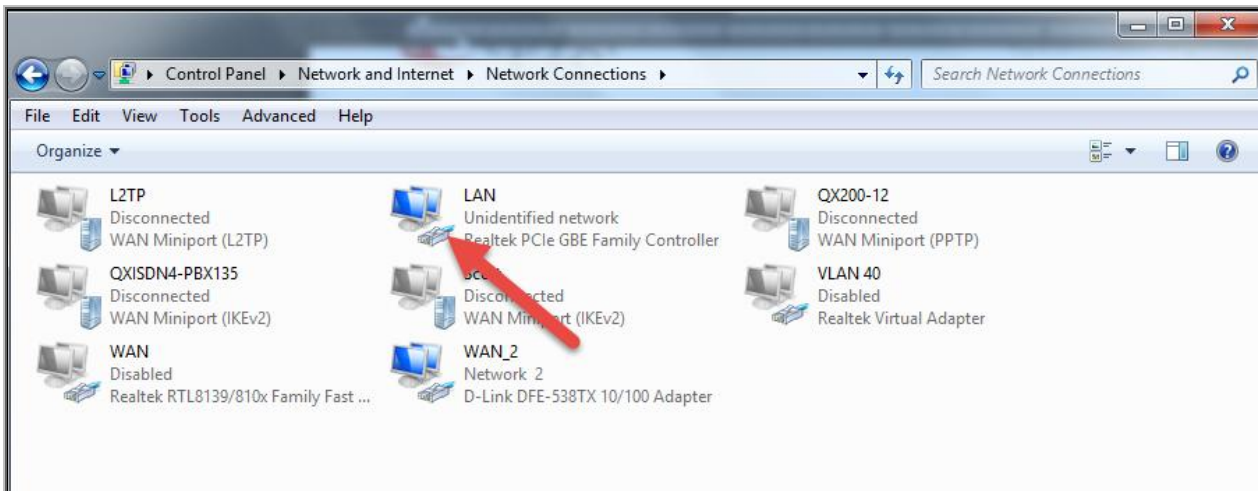 Control Panel Network and Internet Network Connections Search Network Connections
File Edit View Tools Advanced Help
Organize
L2TP
Disconnected
WAN Miniport (L2TP)
LAN
Unidentified network
Realtek PCIe GBE Family Controller
QX200-12
Disconnected
WAN Miniport (PPTP)
QXISDN4-PBX135
Disconnected
WAN Miniport (IKEv2)
Disconnected
WAN Miniport (IKEv2)
VLAN 40
Disabled
Realtek Virtual Adapter
WAN
Disabled
Realtek RTL8139/810x Family Fast ...
WAN_2
Network 2
D-Link DFE-538TX 10/100 Adapter